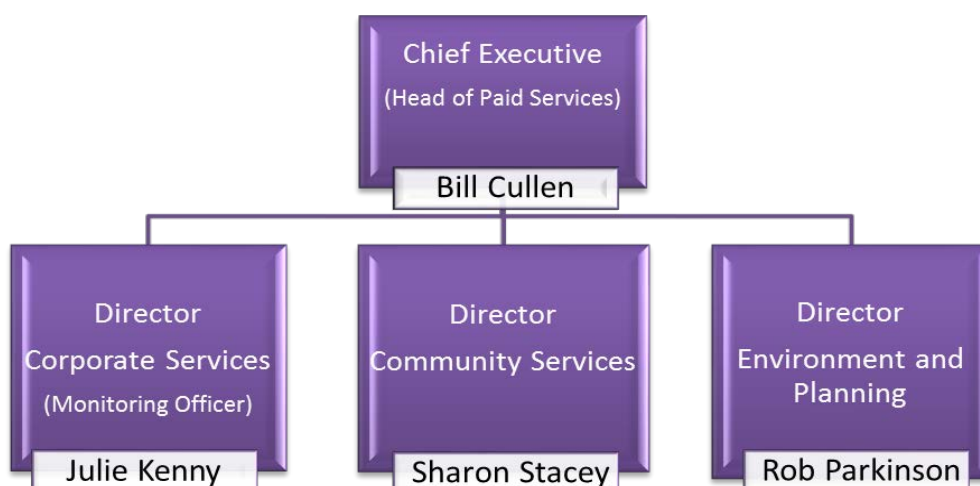 Chief Executive
(Head of Paid Services)
Bill Cullen
Director
Corporate Services
(Monitoring Officer)
Julie Kenny
Director
Community Services
Sharon Stacey
Director
Environment and
Planning
Rob Parkinson